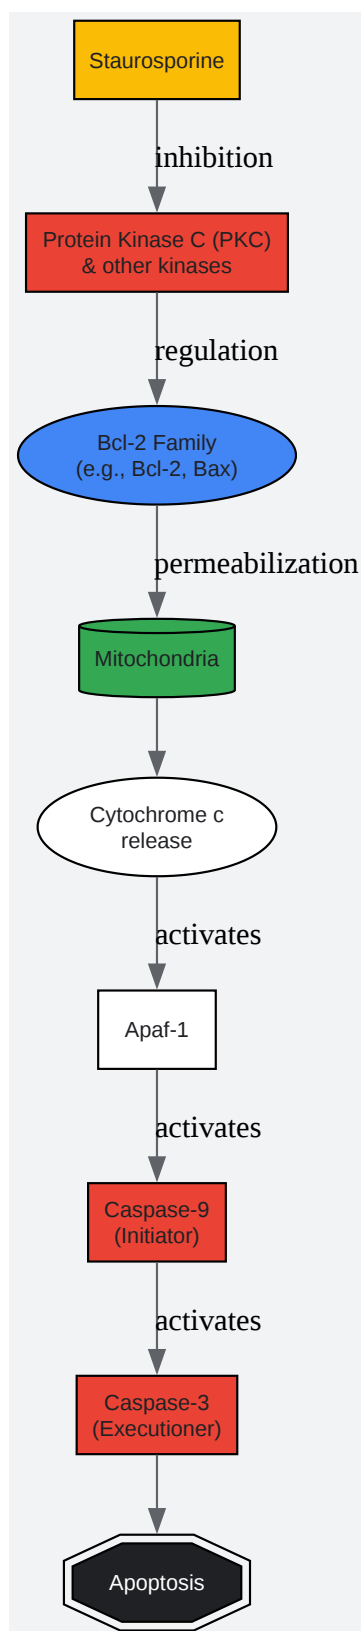 Staurosporine
inhibition
Protein Kinase C (PKC)
& other kinases
regulation
Bcl-2 Family
(e.g., Bcl-2, Bax)
permeabilization
Mitochondria
Cytochrome c
release
activates
Apaf-1
activates
Caspase-9
(Initiator)
activates
Caspase-3
(Executioner)
Apoptosis